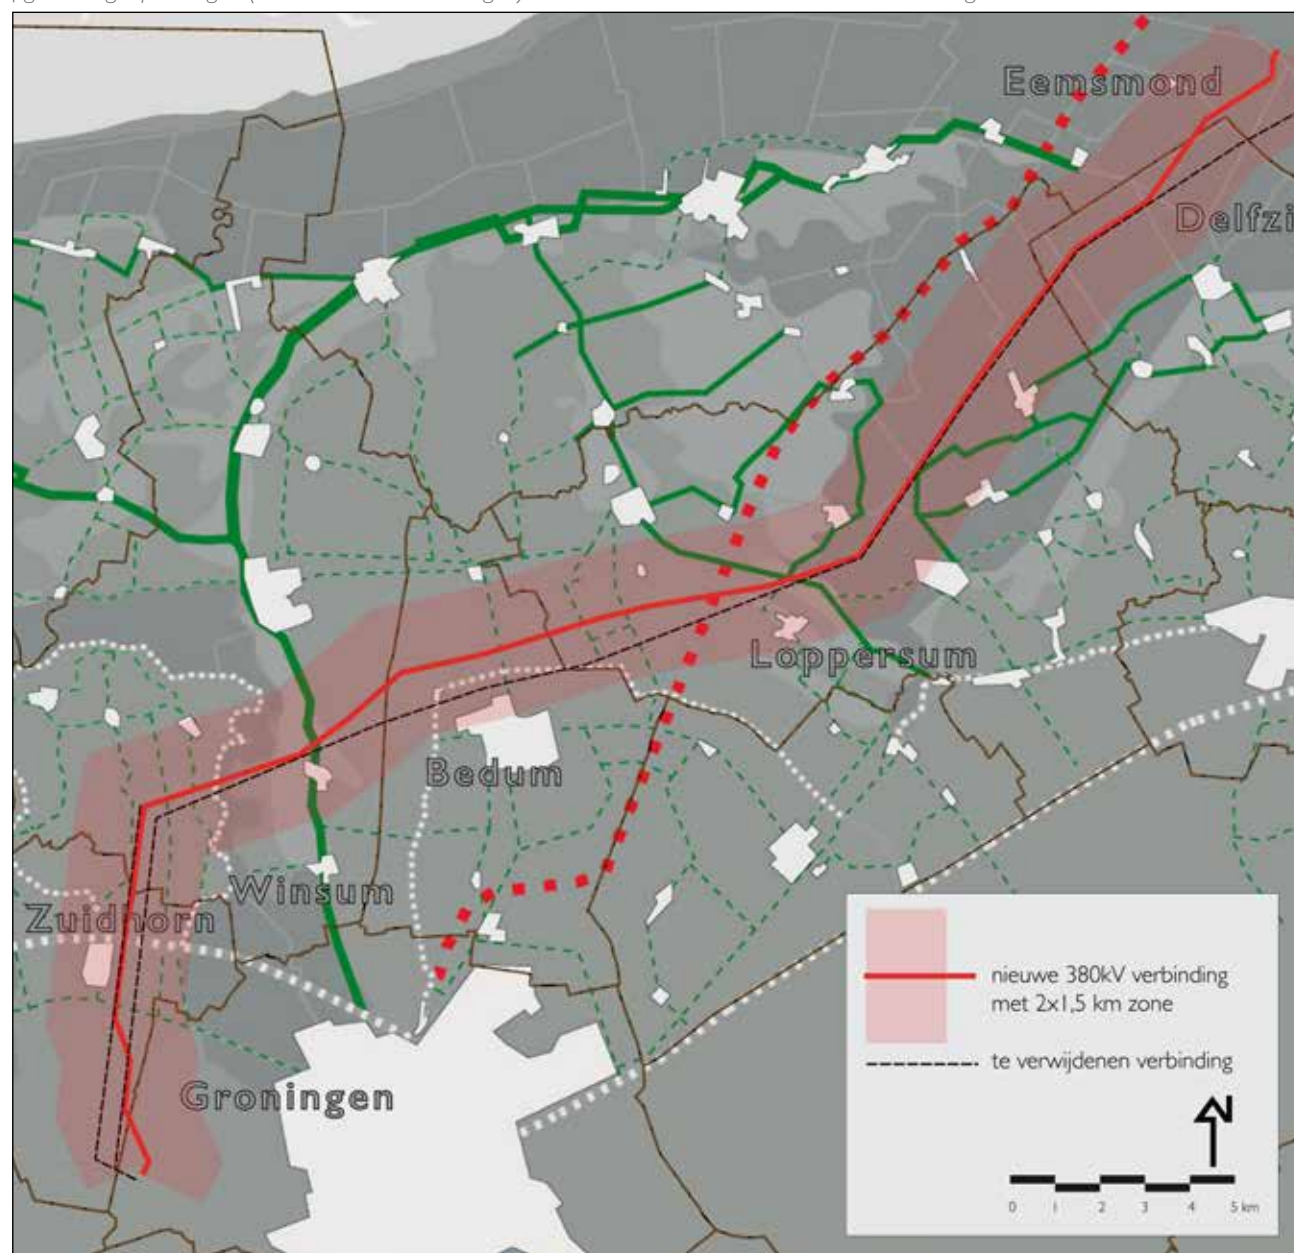 Eemsmond
Delfzi
Loppersum
Bedum
Winsum
Zuidhorn
Groningen
nieuwe 380kV verbinding
met 2x1,5 km zone
te verwijdenen verbinding
N
0 1 2 3 4 5 km